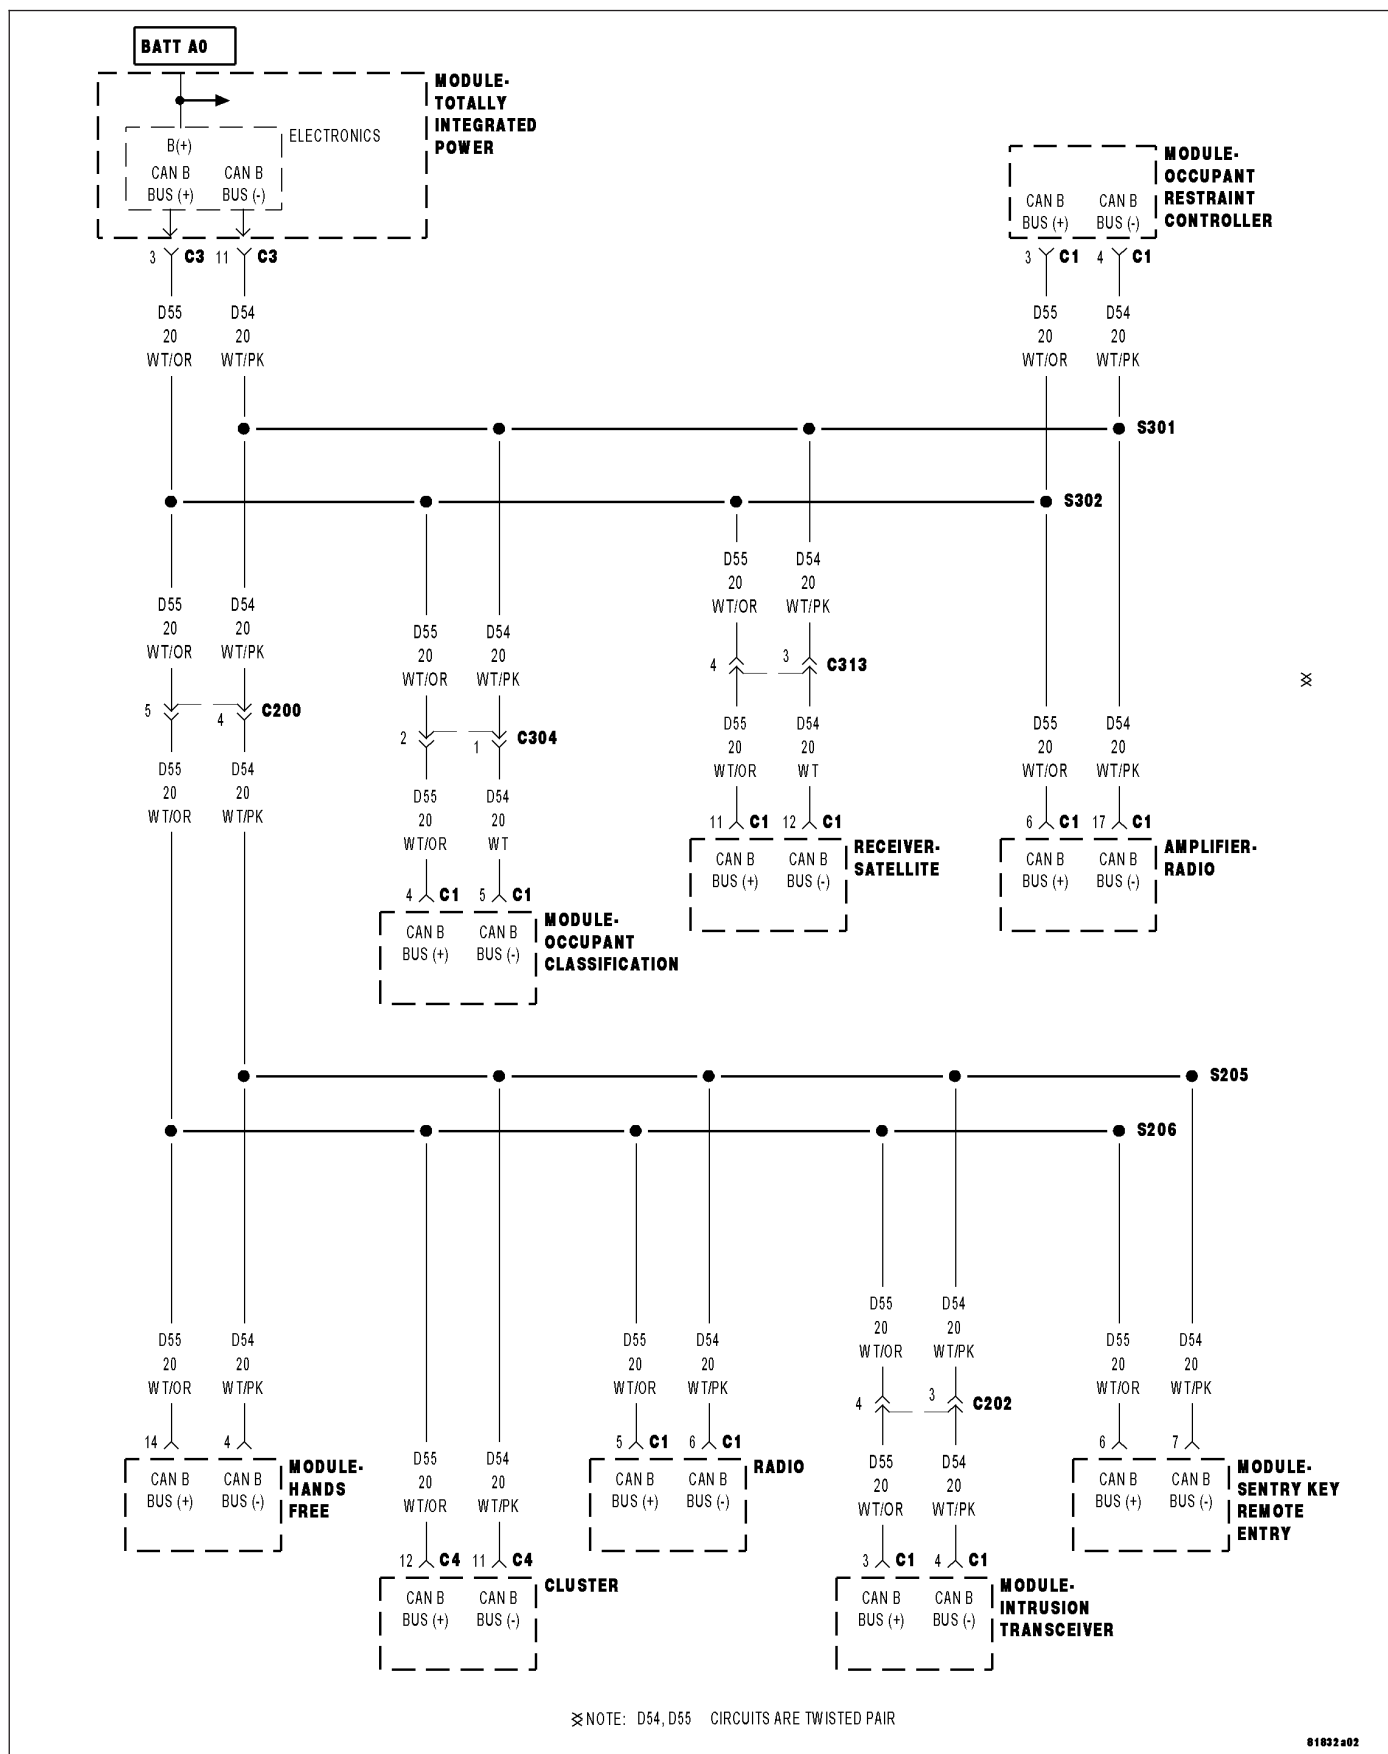 BATT A0
MODULE-
TOTALLY
INTEGRATED
POWER
ELECTRONICS
B(+)
CAN B CAN B
BUS (+) BUS (-)
3 C3 11 C3
D55 D54
20 20
WT/OR WT/PK
MODULE-
OCCUPANT
RESTRAINT
CONTROLLER
CAN B CAN B
BUS (+) BUS (-)
3 C1 4 C1
D55 D54
20 20
WT/OR WT/PK
S301
S302
D55 D54
20 20
WT/OR WT/PK
5 4 C200
D55 D54
20 20
WT/OR WT/PK
D55 D54
20 20
WT/OR WT/PK
2 1 C304
D55 D54
20 20
WT/OR WT
4 C1 5 C1
CAN B CAN B
BUS (+) BUS (-)
MODULE-
OCCUPANT
CLASSIFICATION
D55 D54
20 20
WT/OR WT/PK
4 3 C313
D55 D54
20 20
WT/OR WT
11 C1 12 C1
CAN B CAN B
BUS (+) BUS (-)
RECEIVER-
SATELLITE
D55 D54
20 20
WT/OR WT/PK
6 C1 17 C1
CAN B CAN B
BUS (+) BUS (-)
AMPLIFIER-
RADIO
S205
S206
D55 D54
20 20
WT/OR WT/PK
14 4
CAN B CAN B
BUS (+) BUS (-)
MODULE-
HANDS
FREE
D55 D54
20 20
WT/OR WT/PK
12 C4 11 C4
CAN B CAN B
BUS (+) BUS (-)
CLUSTER
D55 D54
20 20
WT/OR WT/PK
5 C1 6 C1
CAN B CAN B
BUS (+) BUS (-)
RADIO
D55 D54
20 20
WT/OR WT/PK
4 3 C202
D55 D54
20 20
WT/OR WT/PK
3 C1 4 C1
CAN B CAN B
BUS (+) BUS (-)
MODULE-
INTRUSION
TRANSCEIVER
D55 D54
20 20
WT/OR WT/PK
6 7
CAN B CAN B
BUS (+) BUS (-)
MODULE-
SENTRY KEY
REMOTE
ENTRY
NOTE: D54, D55 CIRCUITS ARE TWISTED PAIR
81832a02